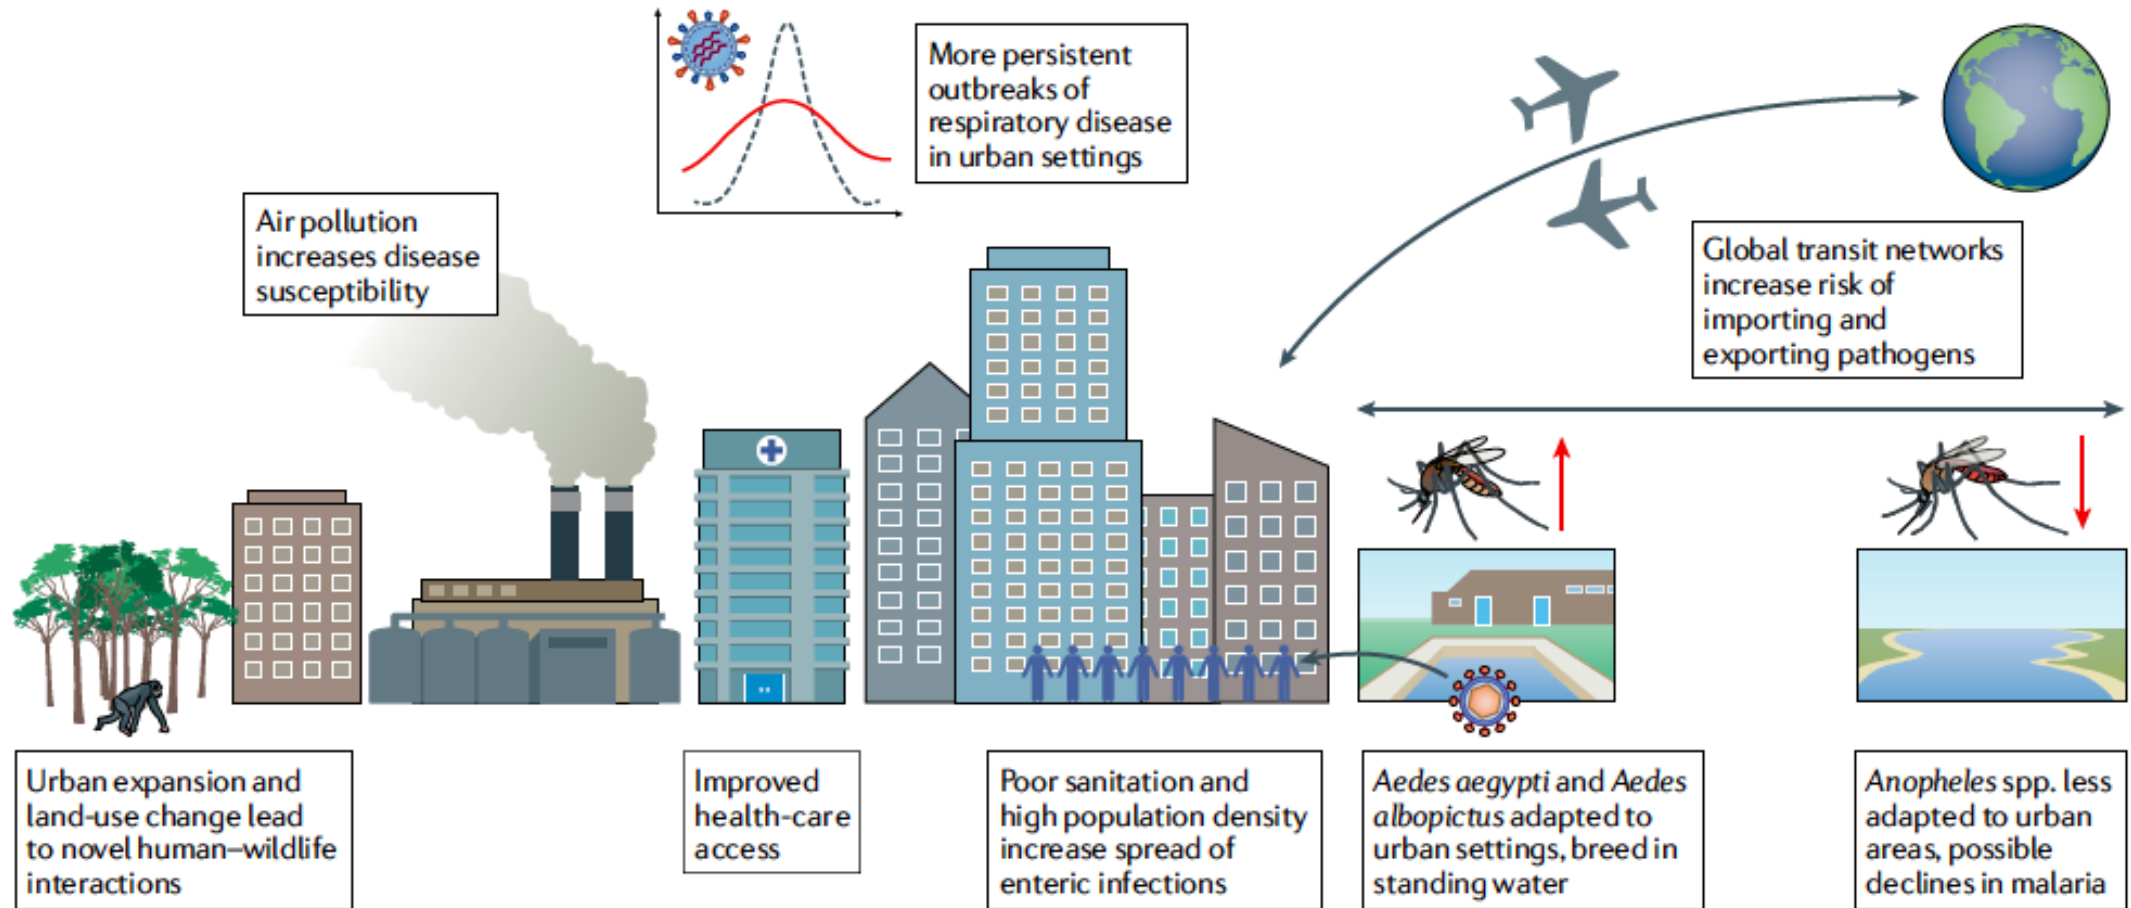 More persistent
outbreaks of
respiratory disease
in urban settings
Air pollution
increases disease
susceptibility
Global transit networks
increase risk of
importing and
exporting pathogens
Urban expansion and
land-use change lead
to novel human–wildlife
interactions
Improved
health-care
access
Poor sanitation and
high population density
increase spread of
enteric infections
Aedes aegypti and Aedes
albopictus adapted to
urban settings, breed in
standing water
Anopheles spp. less
adapted to urban
areas, possible
declines in malaria